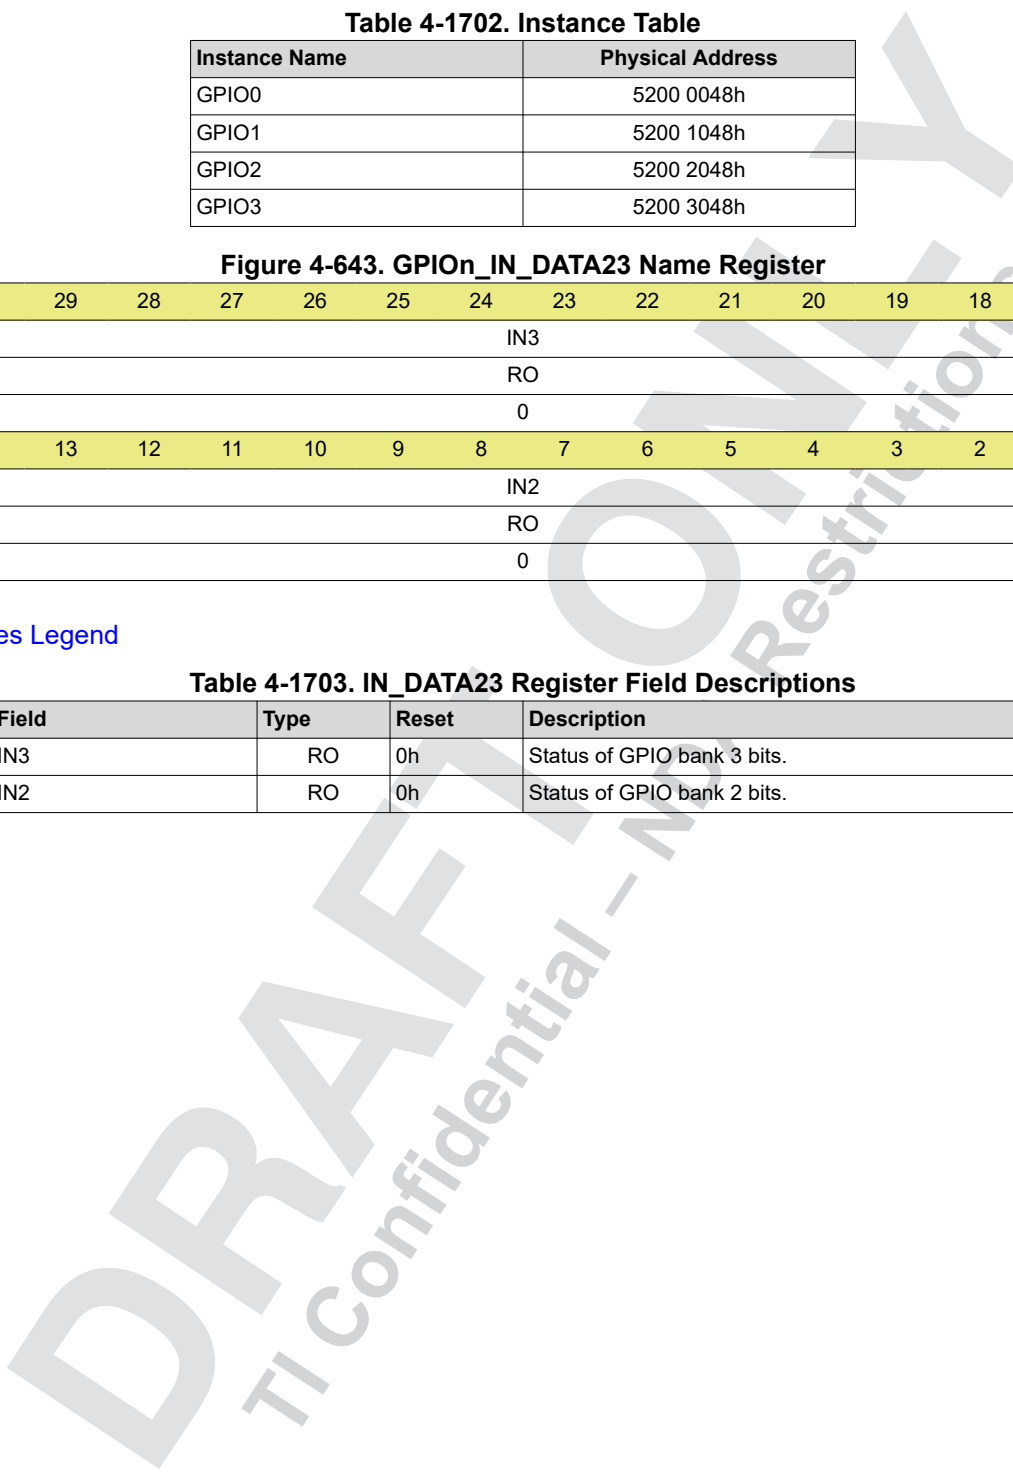 Table 4-1702. Instance Table
Instance Name Physical Address
GPIO0 5200 0048h
GPIO1 5200 1048h
GPIO2 5200 2048h
GPIO3 5200 3048h
Figure 4-643. GPIOn_IN_DATA23 Name Register
29 28 27 26 25 24 23 22 21 20 19 18
IN3
RO
0
13 12 11 10 9 8 7 6 5 4 3 2
IN2
RO
0
es Legend
Table 4-1703. IN_DATA23 Register Field Descriptions
Field Type Reset Description
IN3 RO 0h Status of GPIO bank 3 bits.
IN2 RO 0h Status of GPIO bank 2 bits.
DRAFT ONLY
TI Confidential – NDA Restrictions